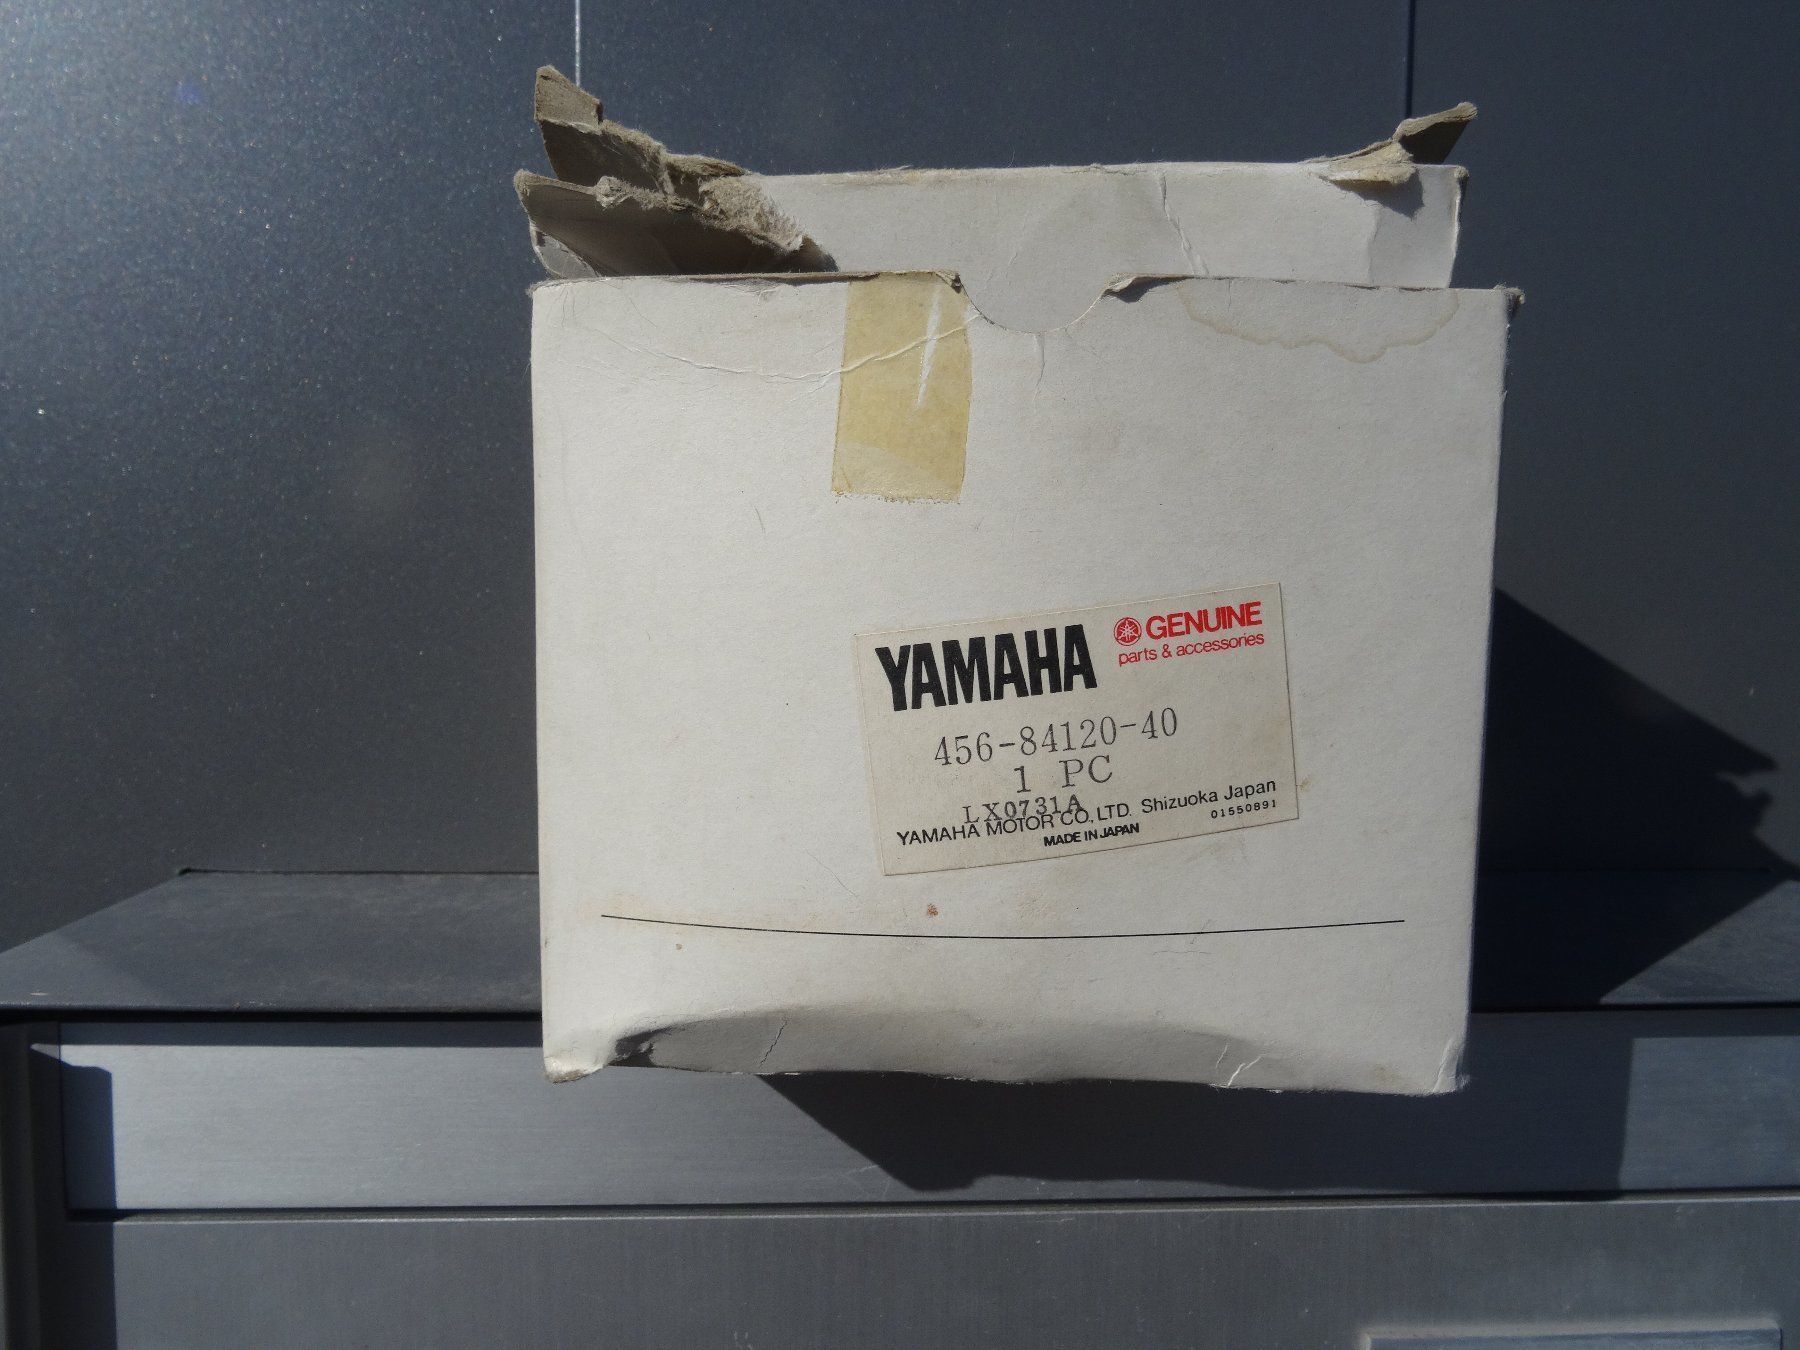 YAMAHA GENUINE
parts & accessories
456-84120-40
1 PC
LX0731A
YAMAHA MOTOR CO., LTD. Shizuoka Japan
MADE IN JAPAN 01550891